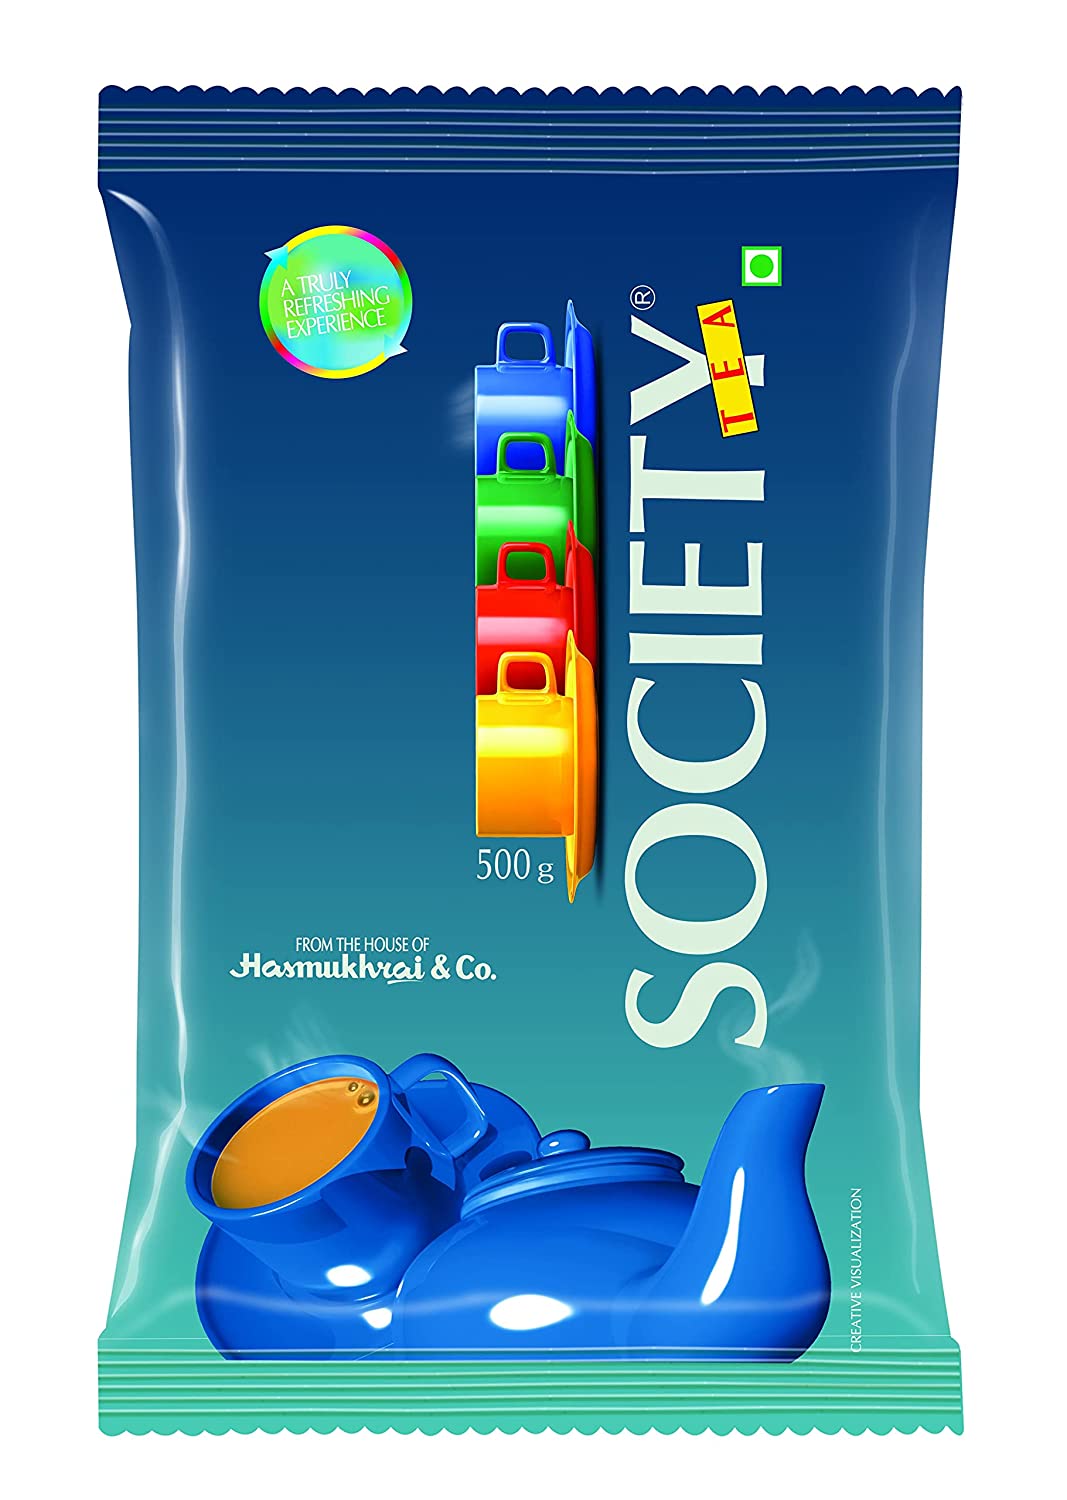 A TRULY
REFRESHING
EXPERIENCE
SOCIETY®
TEA
500 g
FROM THE HOUSE OF
Hasmukhrai & Co.
CREATIVE VISUALIZATION